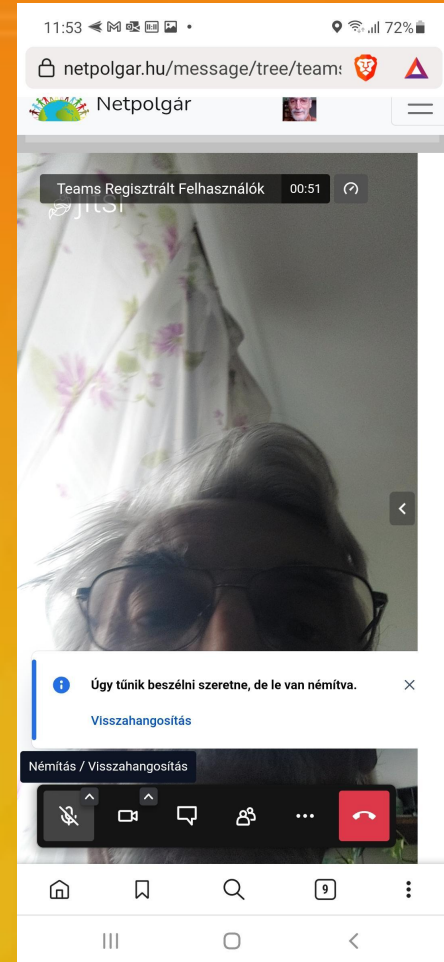 11:53
72%
netpolgar.hu/message/tree/teams
Netpolgár
Teams Regisztrált Felhasználók 00:51
jitsi
Úgy tűnik beszélni szeretne, de le van némítva.
Visszahangosítás
Némítás / Visszahangosítás
9